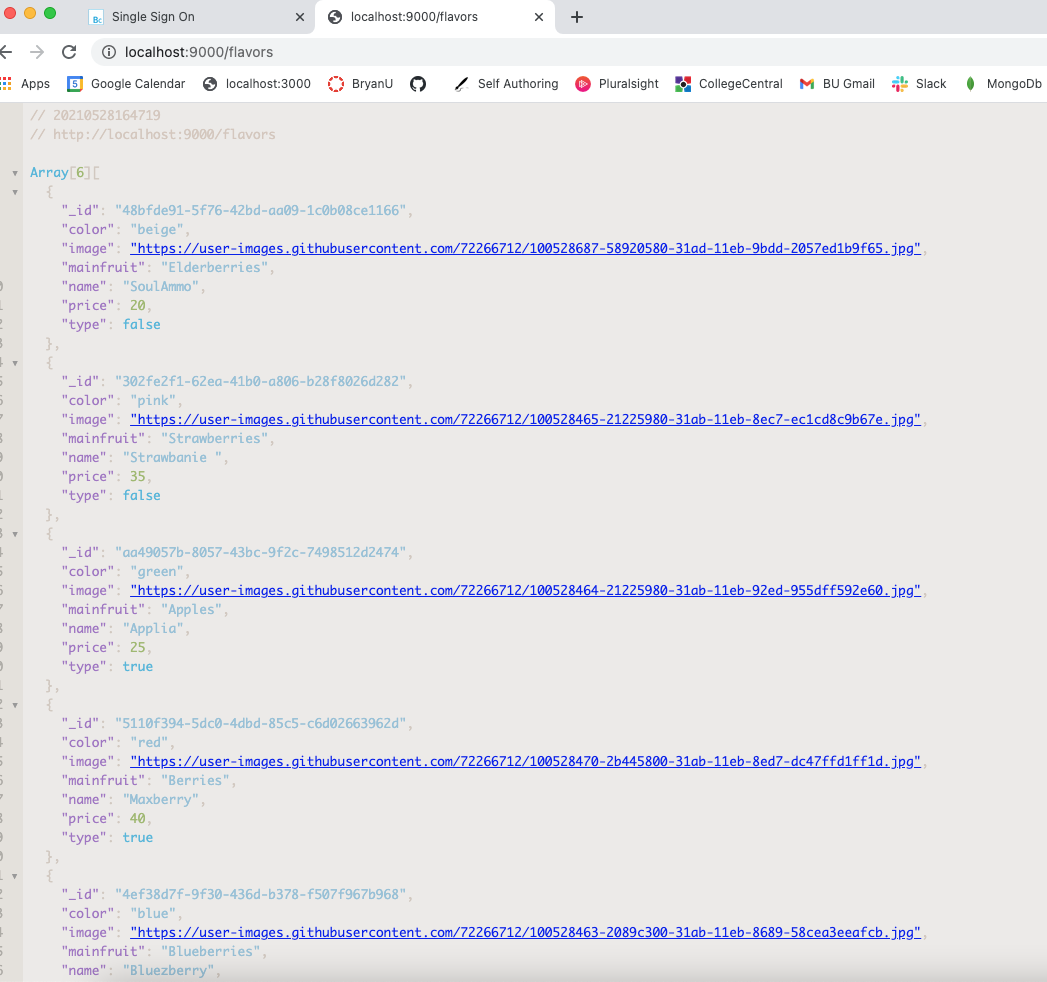 Single Sign On
localhost:9000/flavors
localhost:9000/flavors
Apps Google Calendar localhost:3000 BryanU Self Authoring Pluralsight CollegeCentral BU Gmail Slack MongoDb
// 20210528164719
// http://localhost:9000/flavors
Array[6][
{
"_id": "48bfde91-5f76-42bd-aa09-1c0b08ce1166",
"color": "beige",
"image": "https://user-images.githubusercontent.com/72266712/100528687-58920580-31ad-11eb-9bdd-2057ed1b9f65.jpg",
"mainfruit": "Elderberries",
"name": "SoulAmmo",
"price": 20,
"type": false
},
{
"_id": "302fe2f1-62ea-41b0-a806-b28f8026d282",
"color": "pink",
"image": "https://user-images.githubusercontent.com/72266712/100528465-21225980-31ab-11eb-8ec7-ec1cd8c9b67e.jpg",
"mainfruit": "Strawberries",
"name": "Strawbanie ",
"price": 35,
"type": false
},
{
"_id": "aa49057b-8057-43bc-9f2c-7498512d2474",
"color": "green",
"image": "https://user-images.githubusercontent.com/72266712/100528464-21225980-31ab-11eb-92ed-955dff592e60.jpg",
"mainfruit": "Apples",
"name": "Applia",
"price": 25,
"type": true
},
{
"_id": "5110f394-5dc0-4dbd-85c5-c6d02663962d",
"color": "red",
"image": "https://user-images.githubusercontent.com/72266712/100528470-2b445800-31ab-11eb-8ed7-dc47ffd1ff1d.jpg",
"mainfruit": "Berries",
"name": "Maxberry",
"price": 40,
"type": true
},
{
"_id": "4ef38d7f-9f30-436d-b378-f507f967b968",
"color": "blue",
"image": "https://user-images.githubusercontent.com/72266712/100528463-2089c300-31ab-11eb-8689-58cea3eeafcb.jpg",
"mainfruit": "Blueberries",
"name": "Bluezberry",